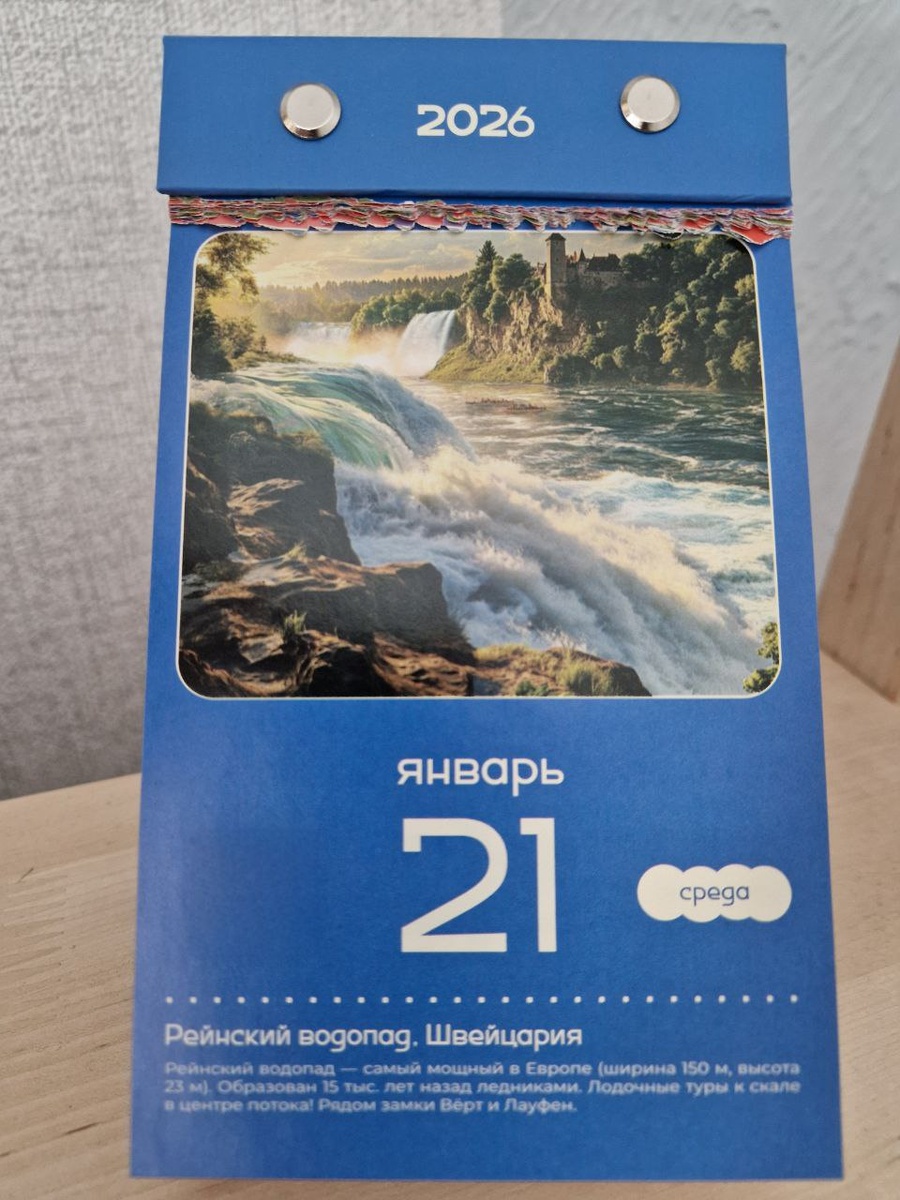 2026
январь
21
среда
Рейнский водопад. Швейцария
Рейнский водопад — самый мощный в Европе (ширина 150 м, высота
23 м). Образован 15 тыс. лет назад ледниками. Лодочные туры к скале
в центре потока! Рядом замки Вёрт и Лауфен.